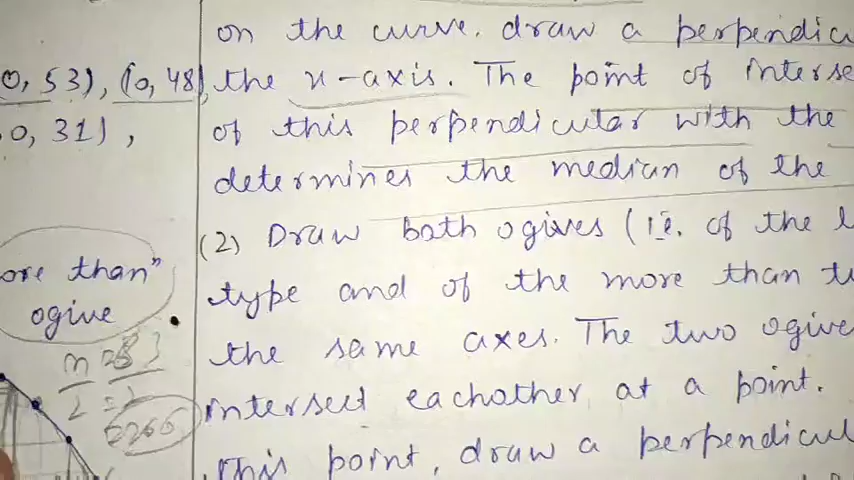 on the curve. draw a perpendicu
0, 53), (0, 48), the x-axis. The point of interse
0, 31), of this perpendicular with the
determines the median of the
(2) Draw both ogives (i.e. of the l
ore than" type and of the more than t
ogive the same axes. The two ogive
intersect eachother at a point.
This point, draw a perpendicul